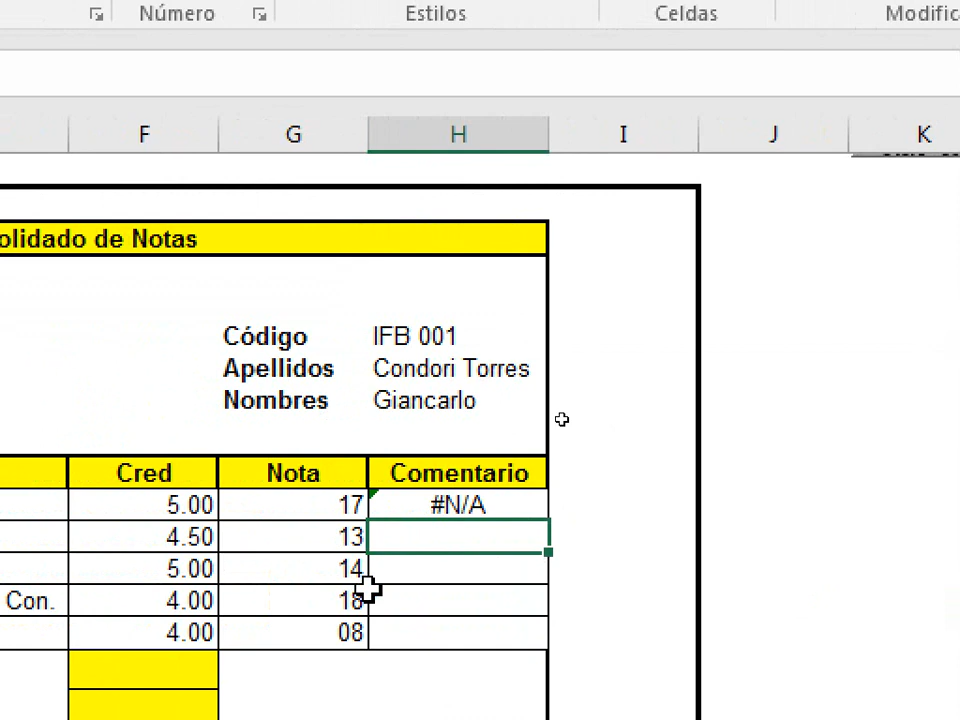 Número Estilos Celdas Modific
F G H I J K
olidado de Notas
Código IFB 001
Apellidos Condori Torres
Nombres Giancarlo
Cred Nota Comentario
5.00 17 #N/A
4.50 13
5.00 14
Con. 4.00 18
4.00 08